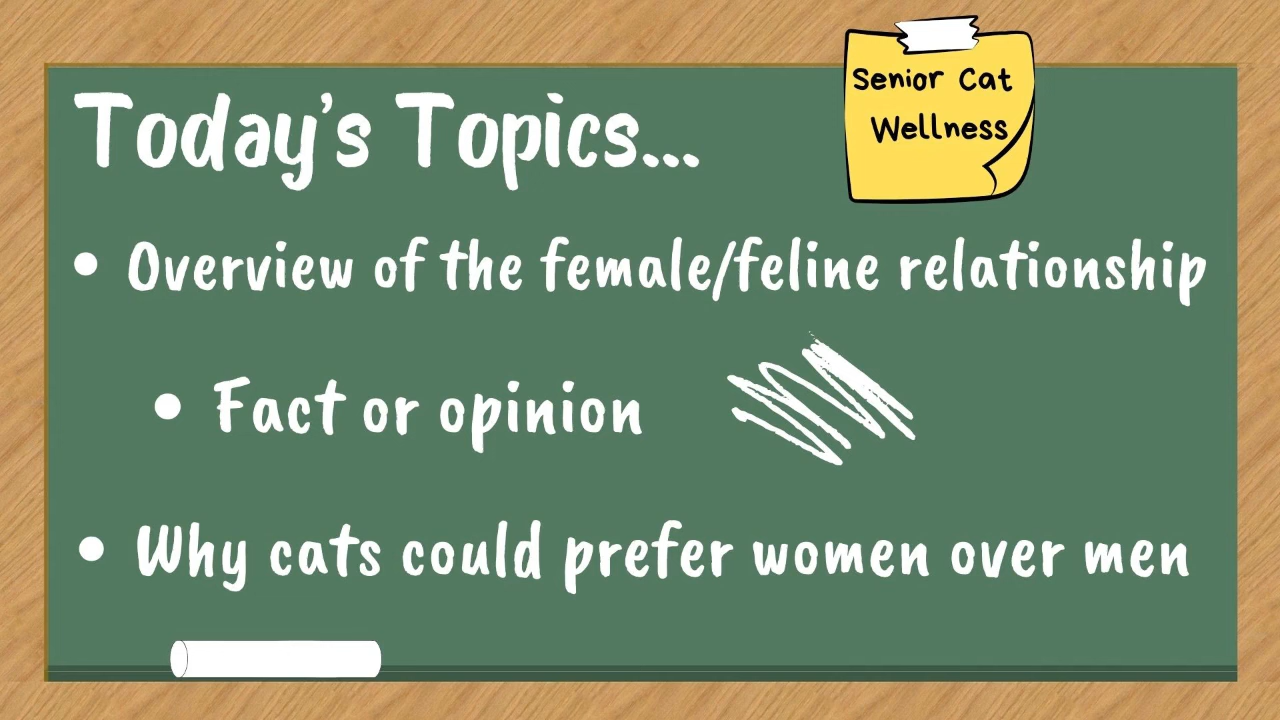 Senior Cat
Wellness
Today's Topics...
• Overview of the female/feline relationship
• Fact or opinion
• Why cats could prefer women over men